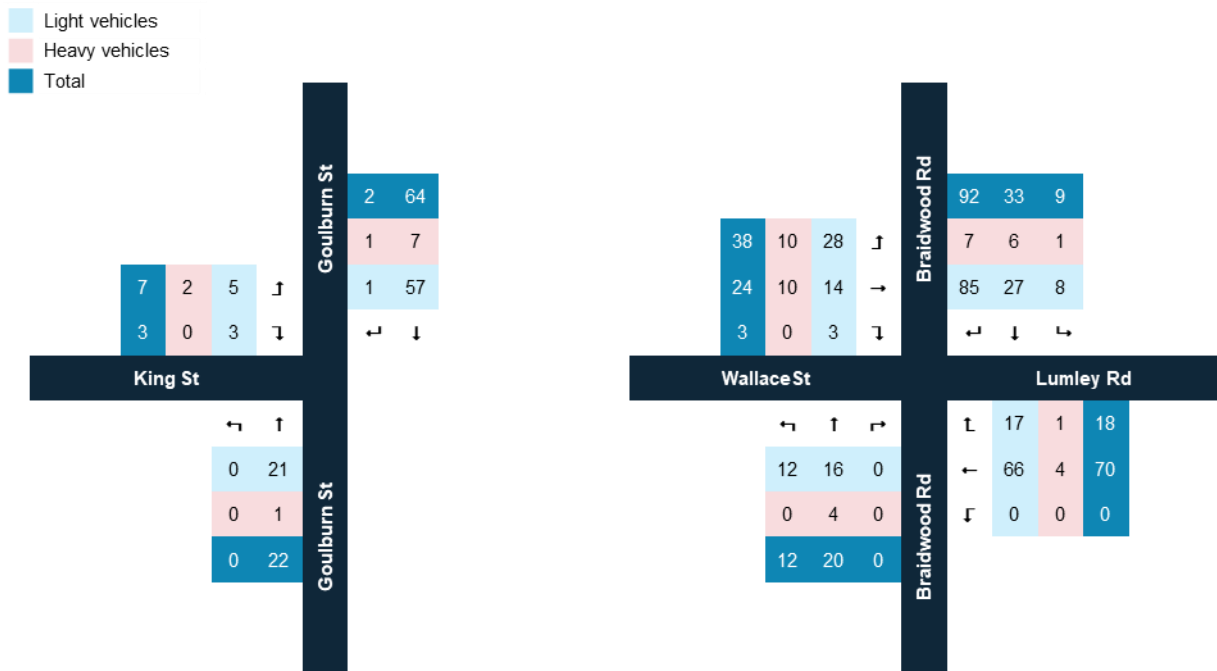 Light vehicles
Heavy vehicles
Total
Goulburn St
2 64
1 7
1 57
7 2 5
3 0 3
King St
0 21
0 1
0 22
Goulburn St
Braidwood Rd
92 33 9
7 6 1
85 27 8
38 10 28
24 10 14
3 0 3
Wallace St
Lumley Rd
12 16 0
0 4 0
12 20 0
Braidwood Rd
17 1 18
66 4 70
0 0 0